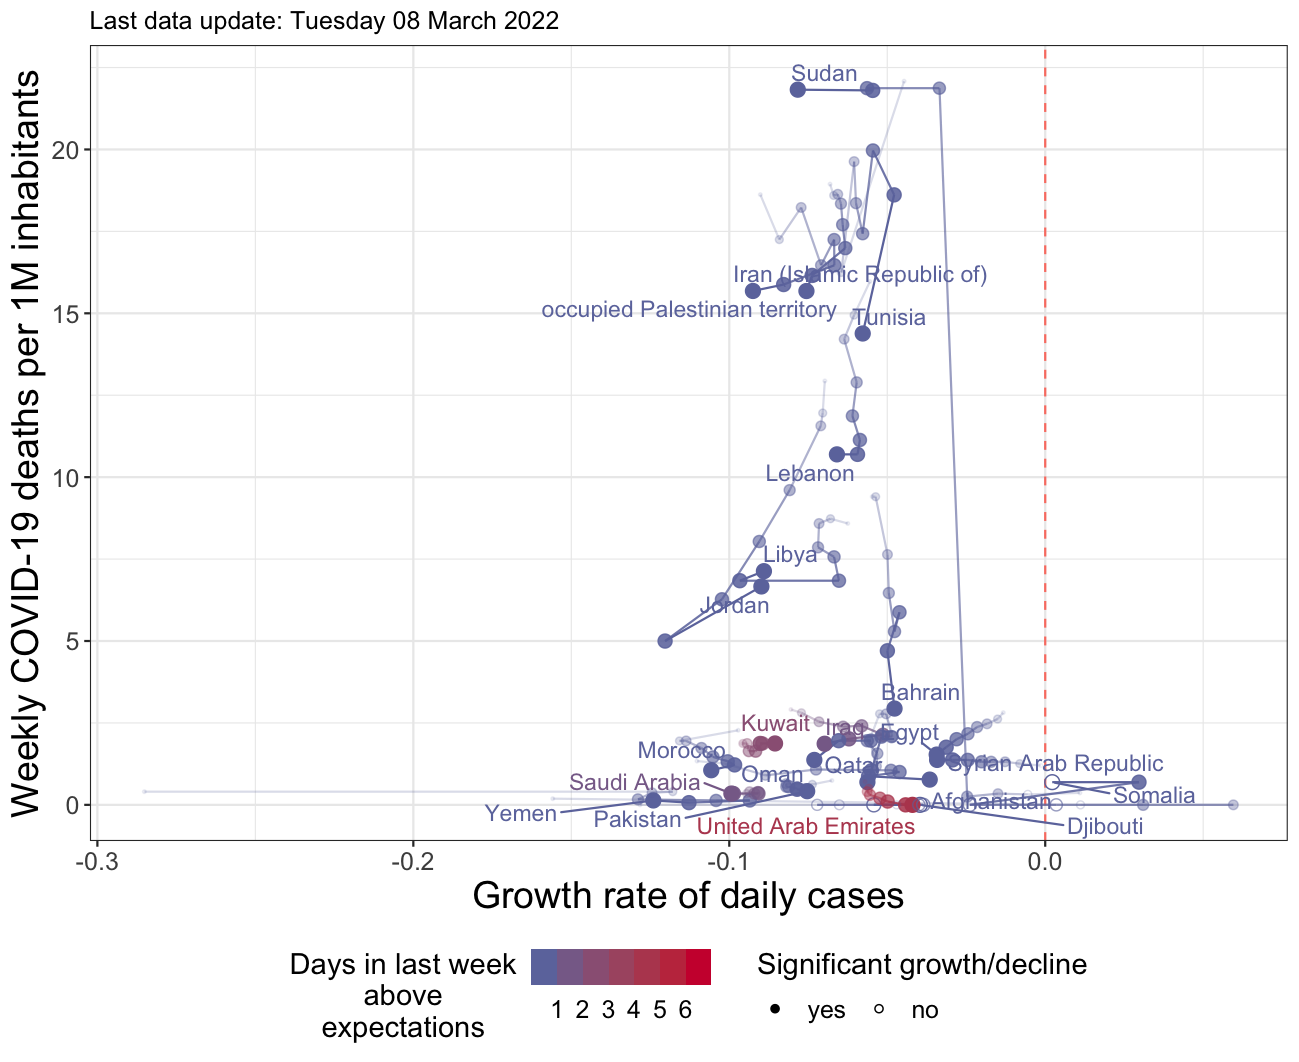 Last data update: Tuesday 08 March 2022
Weekly COVID-19 deaths per 1M inhabitants
20
15
10
5
0
Sudan
Iran (Islamic Republic of)
occupied Palestinian territory
Tunisia
Lebanon
Libya
Jordan
Bahrain
Kuwait
Iraq
Egypt
Morocco
Qatar
Syrian Arab Republic
Oman
Saudi Arabia
Somalia
Afghanistan
Yemen
Pakistan
United Arab Emirates
Djibouti
-0.3
-0.2
-0.1
0.0
Growth rate of daily cases
Days in last week
above
expectations
1 2 3 4 5 6
Significant growth/decline
yes
no